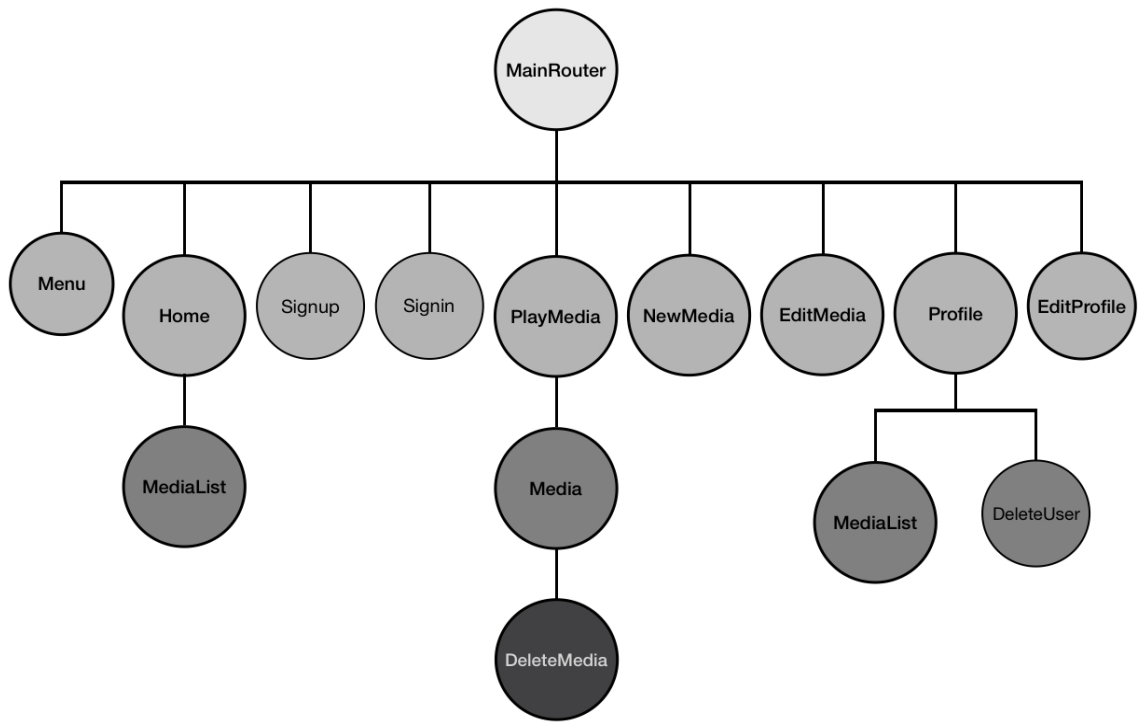 MainRouter
Menu
Home
Signup
Signin
PlayMedia
NewMedia
EditMedia
Profile
EditProfile
MediaList
Media
MediaList
DeleteUser
DeleteMedia